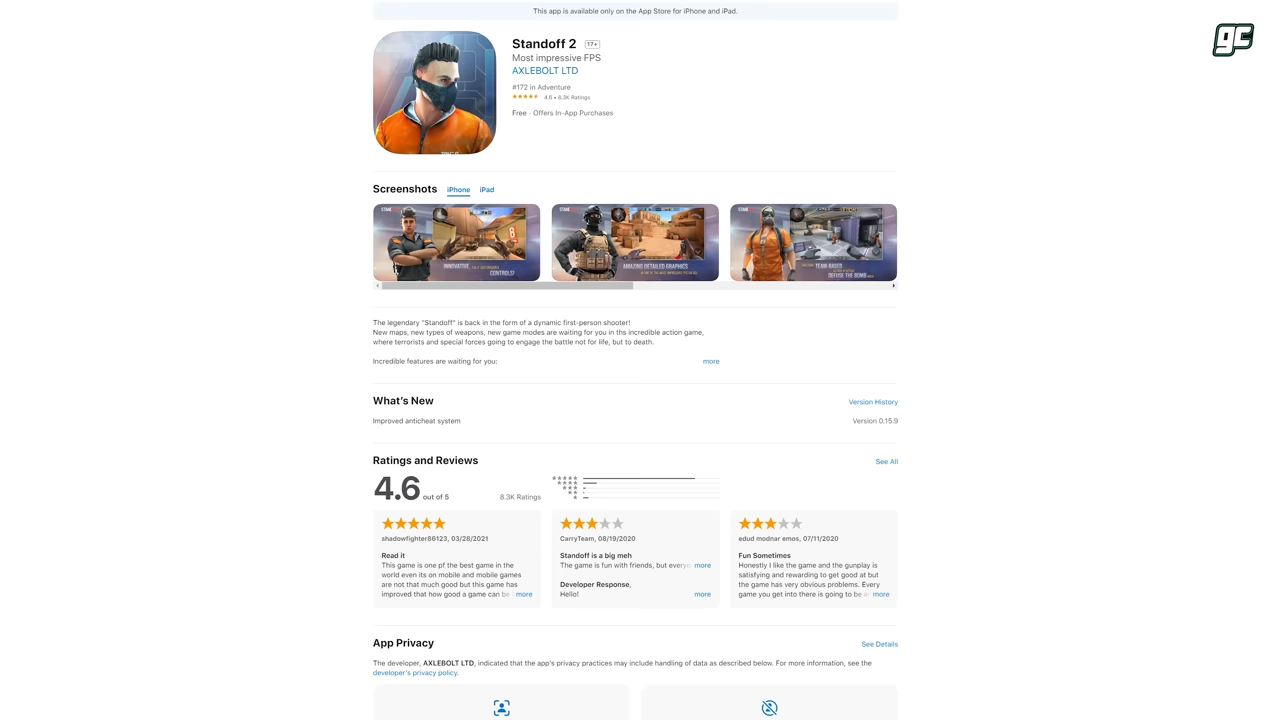 This app is available only on the App Store for iPhone and iPad.
gc
Standoff 2 17+
Most impressive FPS
AXLEBOLT LTD
#172 in Adventure
★★★★★ 4.6 • 8.3K Ratings
Free · Offers In-App Purchases
Screenshots iPhone iPad
INNOVATIVE,
CONTROLS!
AMAZING DETAILED GRAPHICS
TEAM BASED
DEFUSE THE BOMB
The legendary "Standoff" is back in the form of a dynamic first-person shooter!
New maps, new types of weapons, new game modes are waiting for you in ths incredible action game,
where terrorists and special forces going to engage the battle not for life, but to death.
Incredible features are waiting for you: more
What's New Version History
Improved anticheat system Version 0.15.9
Ratings and Reviews See All
4.6 out of 5 8.3K Ratings
shadowfighter86123, 03/28/2021
Read it
This game is one pf the best game in the
world even its on mobile and mobile games
are not that much good but this game has
improved that how good a game can be more
CarryTeam, 08/19/2020
Standoff is a big meh
The game is fun with friends, but every more
Developer Response,
Hello! more
edud modnar emos, 07/11/2020
Fun Sometimes
Honestly I like the game and the gunplay is
satisfying and rewarding to get good at but
the game has very obvious problems. Every
game you get into there is going to be more
App Privacy See Details
The developer, AXLEBOLT LTD, indicated that the app's privacy practices may include handling of data as described below. For more information, see the
developer's privacy policy.